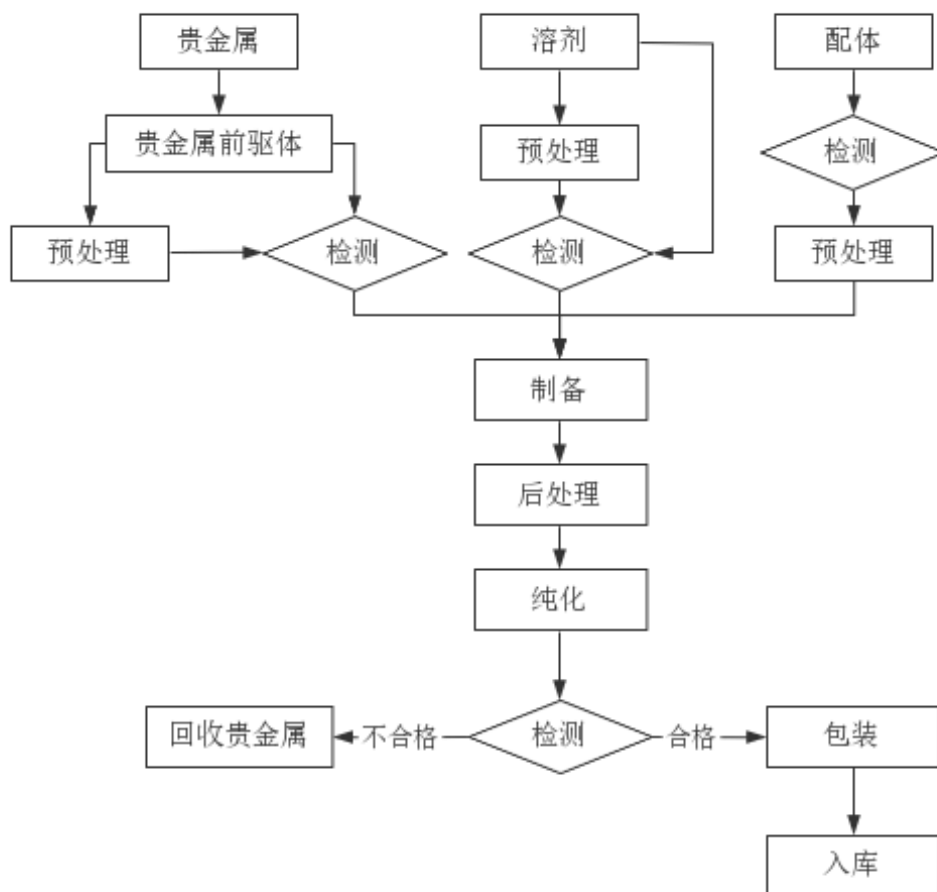 贵金属
溶剂
配体
贵金属前驱体
预处理
检测
预处理
检测
检测
预处理
制备
后处理
纯化
回收贵金属
不合格
检测
合格
包装
入库